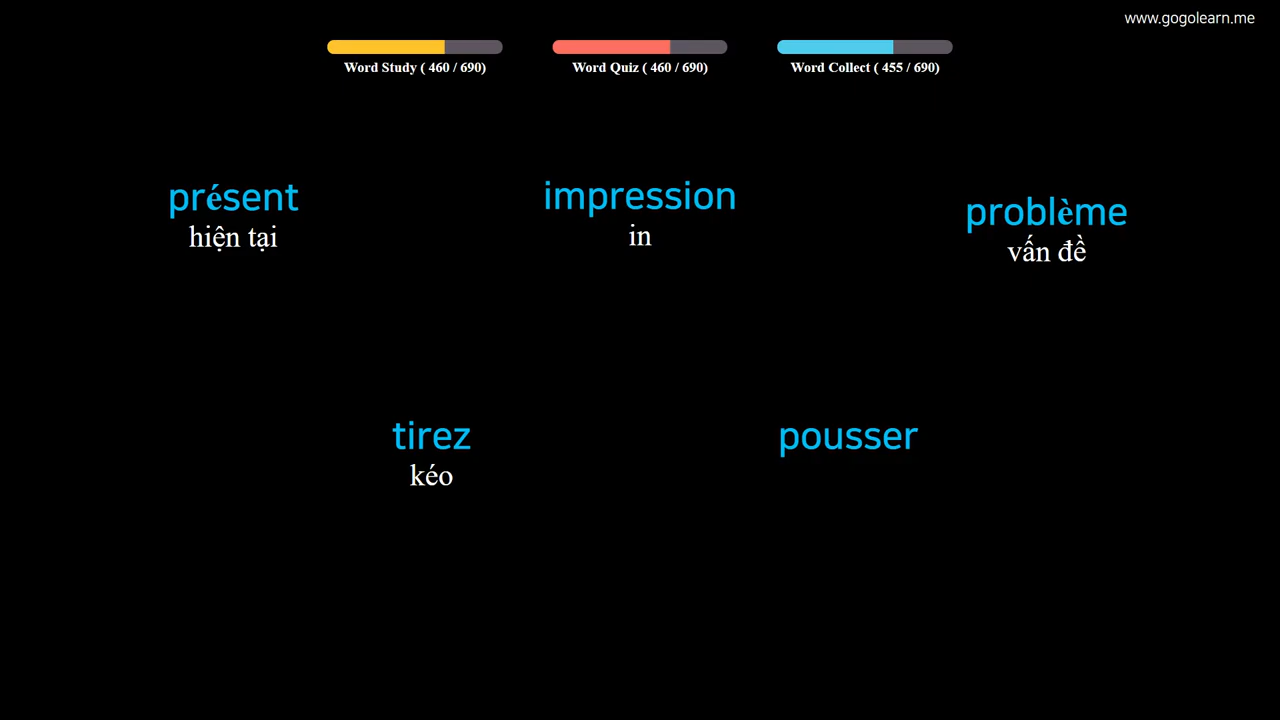 www.gogolearn.me
Word Study ( 460 / 690)
Word Quiz ( 460 / 690)
Word Collect ( 455 / 690)
présent
hiện tại
impression
in
problème
vấn đề
tirez
kéo
pousser